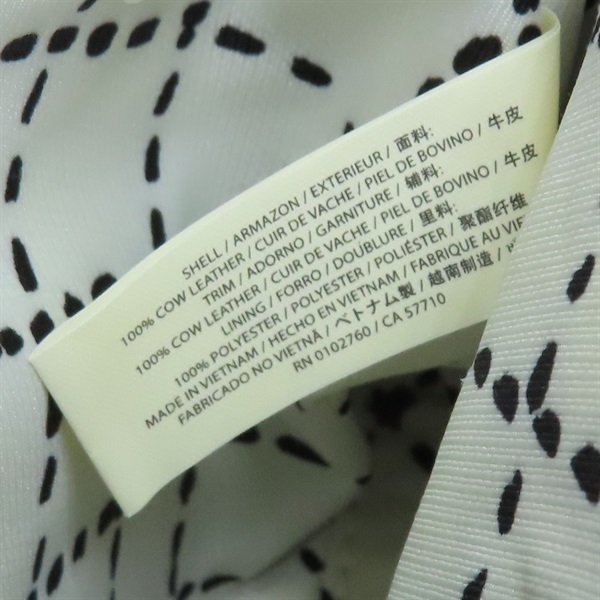 SHELL / ARMAZON / EXTERIEUR / 面料:
100% COW LEATHER / CUIR DE VACHE / PIEL DE BOVINO / 牛皮
TRIM / ADORNO / GARNITURE / 辅料:
100% COW LEATHER / CUIR DE VACHE / PIEL DE BOVINO / 牛皮
LINING / FORRO / DOUBLURE / 里料:
100% POLYESTER / POLYESTER / POLIÉSTER / 聚酯纤维
MADE IN VIETNAM / HECHO EN VIETNAM / FABRIQUE AU VIET
FABRICADO NO VIETNÃ / ベトナム製 / 越南制造 /
RN 0102760 / CA 57710